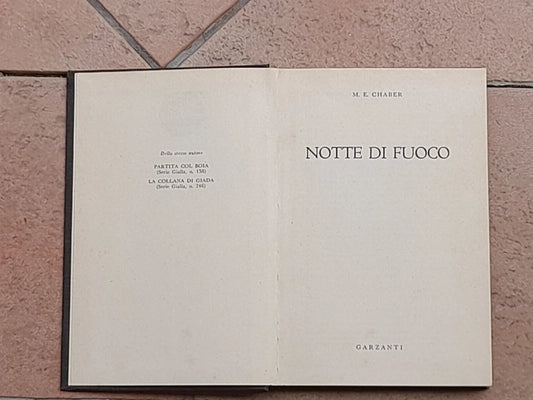 Dello stesso autore
PARTITA COL BOIA
(Serie Gialla, n. 158)
LA COLLANA DI GIADA
(Serie Gialla, n. 246)
M. E. CHABER
NOTTE DI FUOCO
GARZANTI